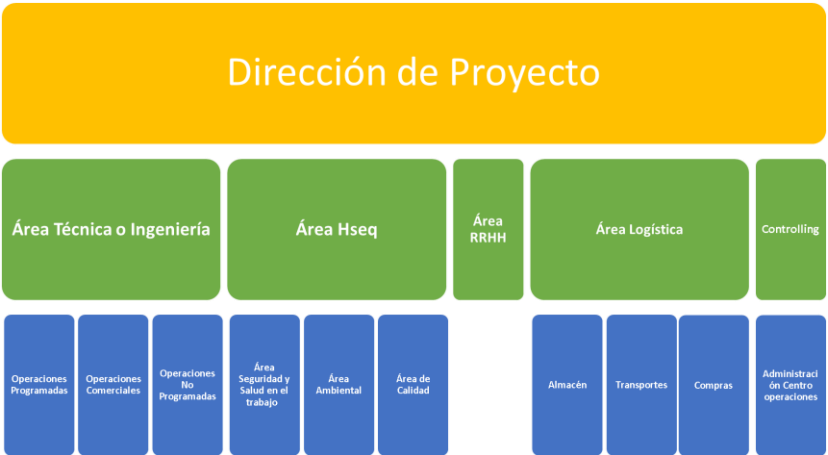 Dirección de Proyecto
Área Técnica o Ingeniería
Área Hseq
Área
RRHH
Área Logística
Controlling
Operaciones
Programadas
Operaciones
Comerciales
Operaciones
No
Programadas
Área
Seguridad y
Salud en el
trabajo
Área
Ambiental
Área de
Calidad
Almacén
Transportes
Compras
Administraci
ón Centro
operaciones